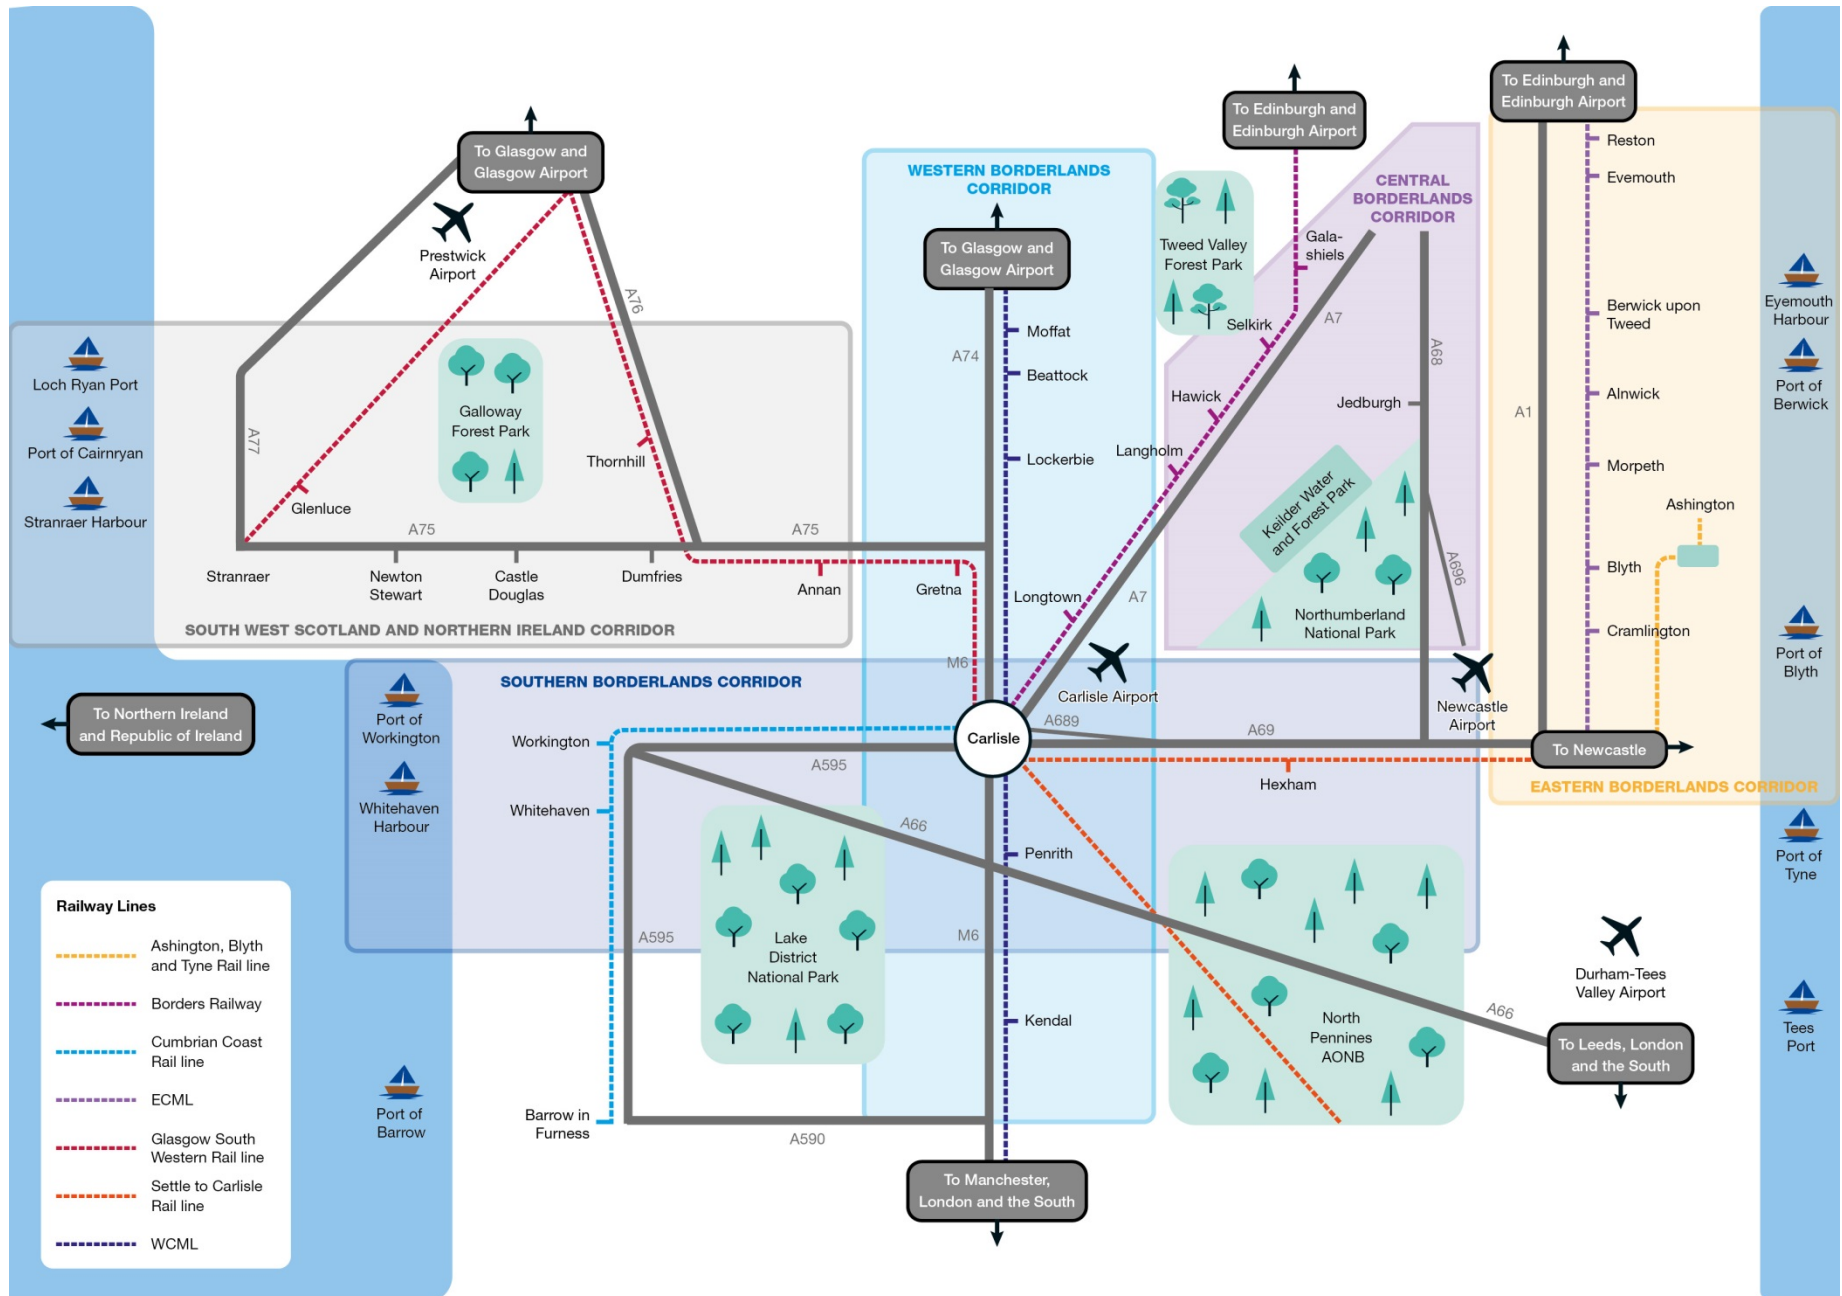 To Edinburgh and
Edinburgh Airport
To Edinburgh and
Edinburgh Airport
To Glasgow and
Glasgow Airport
Reston
Evemouth
WESTERN BORDERLANDS
CORRIDOR
CENTRAL
BORDERLANDS
CORRIDOR
Prestwick
Airport
To Glasgow and
Glasgow Airport
Tweed Valley
Forest Park
Gala-
shiels
A76
Moffat
Selkirk
A7
Berwick upon
Tweed
Eyemouth
Harbour
Loch Ryan Port
A74
Beattock
A68
Hawick
Jedburgh
Alnwick
Port of
Berwick
A1
Galloway
Forest Park
A77
Port of Cairnryan
Thornhill
Lockerbie
Langholm
Morpeth
Glenluce
Stranraer Harbour
Keilder Water
and Forest Park
Ashington
A75
A75
Stranraer
Newton
Stewart
Castle
Douglas
Dumfries
Annan
Gretna
Longtown
A7
A696
Blyth
Northumberland
National Park
Cramlington
SOUTH WEST SCOTLAND AND NORTHERN IRELAND CORRIDOR
Port of
Blyth
M6
SOUTHERN BORDERLANDS CORRIDOR
Carlisle Airport
Newcastle
Airport
To Northern Ireland
and Republic of Ireland
Port of
Workington
Workington
Carlisle
A689
A69
To Newcastle
A595
Hexham
EASTERN BORDERLANDS CORRIDOR
Whitehaven
Harbour
Whitehaven
A66
Penrith
Port of
Tyne
Railway Lines
Ashington, Blyth
and Tyne Rail line
Borders Railway
Cumbrian Coast
Rail line
ECML
Glasgow South
Western Rail line
Settle to Carlisle
Rail line
WCML
A595
Lake
District
National Park
M6
Durham-Tees
Valley Airport
Kendal
North
Pennines
AONB
A66
To Leeds, London
and the South
Tees
Port
Port of
Barrow
Barrow in
Furness
A590
To Manchester,
London and the South